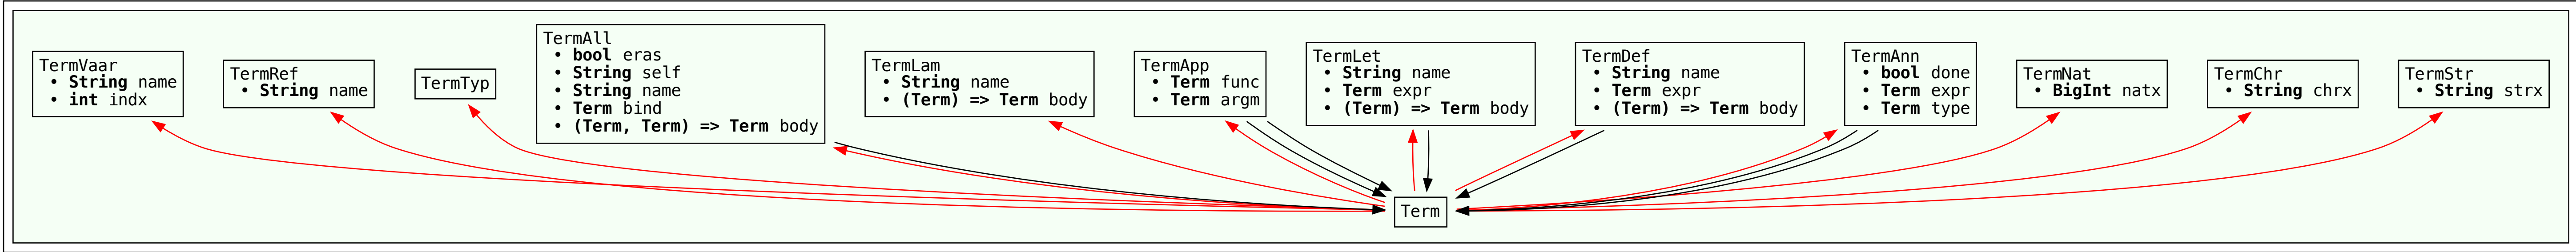 TermVaar
• String name
• int indx
TermRef
• String name
TermTyp
TermAll
• bool eras
• String self
• String name
• Term bind
• (Term, Term) => Term body
TermLam
• String name
• (Term) => Term body
TermApp
• Term func
• Term argm
TermLet
• String name
• Term expr
• (Term) => Term body
TermDef
• String name
• Term expr
• (Term) => Term body
TermAnn
• bool done
• Term expr
• Term type
TermNat
• BigInt natx
TermChr
• String chrx
TermStr
• String strx
Term